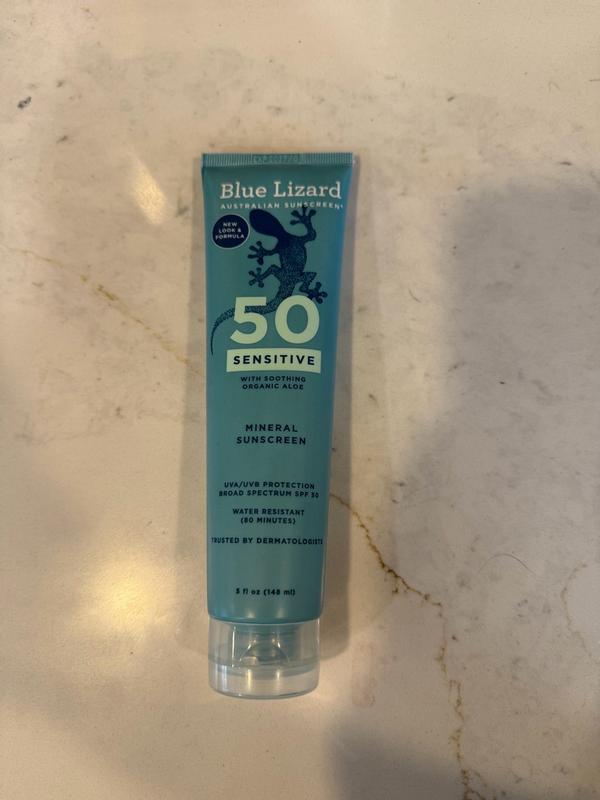 Blue Lizard
AUSTRALIAN SUNSCREEN
NEW
LOOK &
FORMULA
50
SENSITIVE
WITH SOOTHING
ORGANIC ALOE
MINERAL
SUNSCREEN
UVA/UVB PROTECTION
BROAD SPECTRUM SPF 50
WATER RESISTANT
(80 MINUTES)
TRUSTED BY DERMATOLOGISTS
5 fl oz (148 ml)